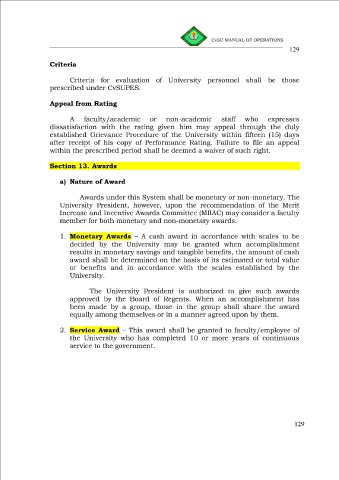 CvSU MANUAL OF OPERATIONS
129
Criteria
Criteria for evaluation of University personnel shall be those
prescribed under CvSUPES.
Appeal from Rating
A faculty/academic or non-academic staff who expresses
dissatisfaction with the rating given him may appeal through the duly
established Grievance Procedure of the University within fifteen (15) days
after receipt of his copy of Performance Rating. Failure to file an appeal
within the prescribed period shall be deemed a waiver of such right.
Section 13. Awards
a) Nature of Award
Awards under this System shall be monetary or non-monetary. The
University President, however, upon the recommendation of the Merit
Increase and Incentive Awards Committee (MIIAC) may consider a faculty
member for both monetary and non-monetary awards.
1. Monetary Awards – A cash award in accordance with scales to be
decided by the University may be granted when accomplishment
results in monetary savings and tangible benefits, the amount of cash
award shall be determined on the basis of its estimated or total value
or benefits and in accordance with the scales established by the
University.
The University President is authorized to give such awards
approved by the Board of Regents. When an accomplishment has
been made by a group, those in the group shall share the award
equally among themselves or in a manner agreed upon by them.
2. Service Award – This award shall be granted to faculty/employee of
the University who has completed 10 or more years of continuous
service to the government.
129